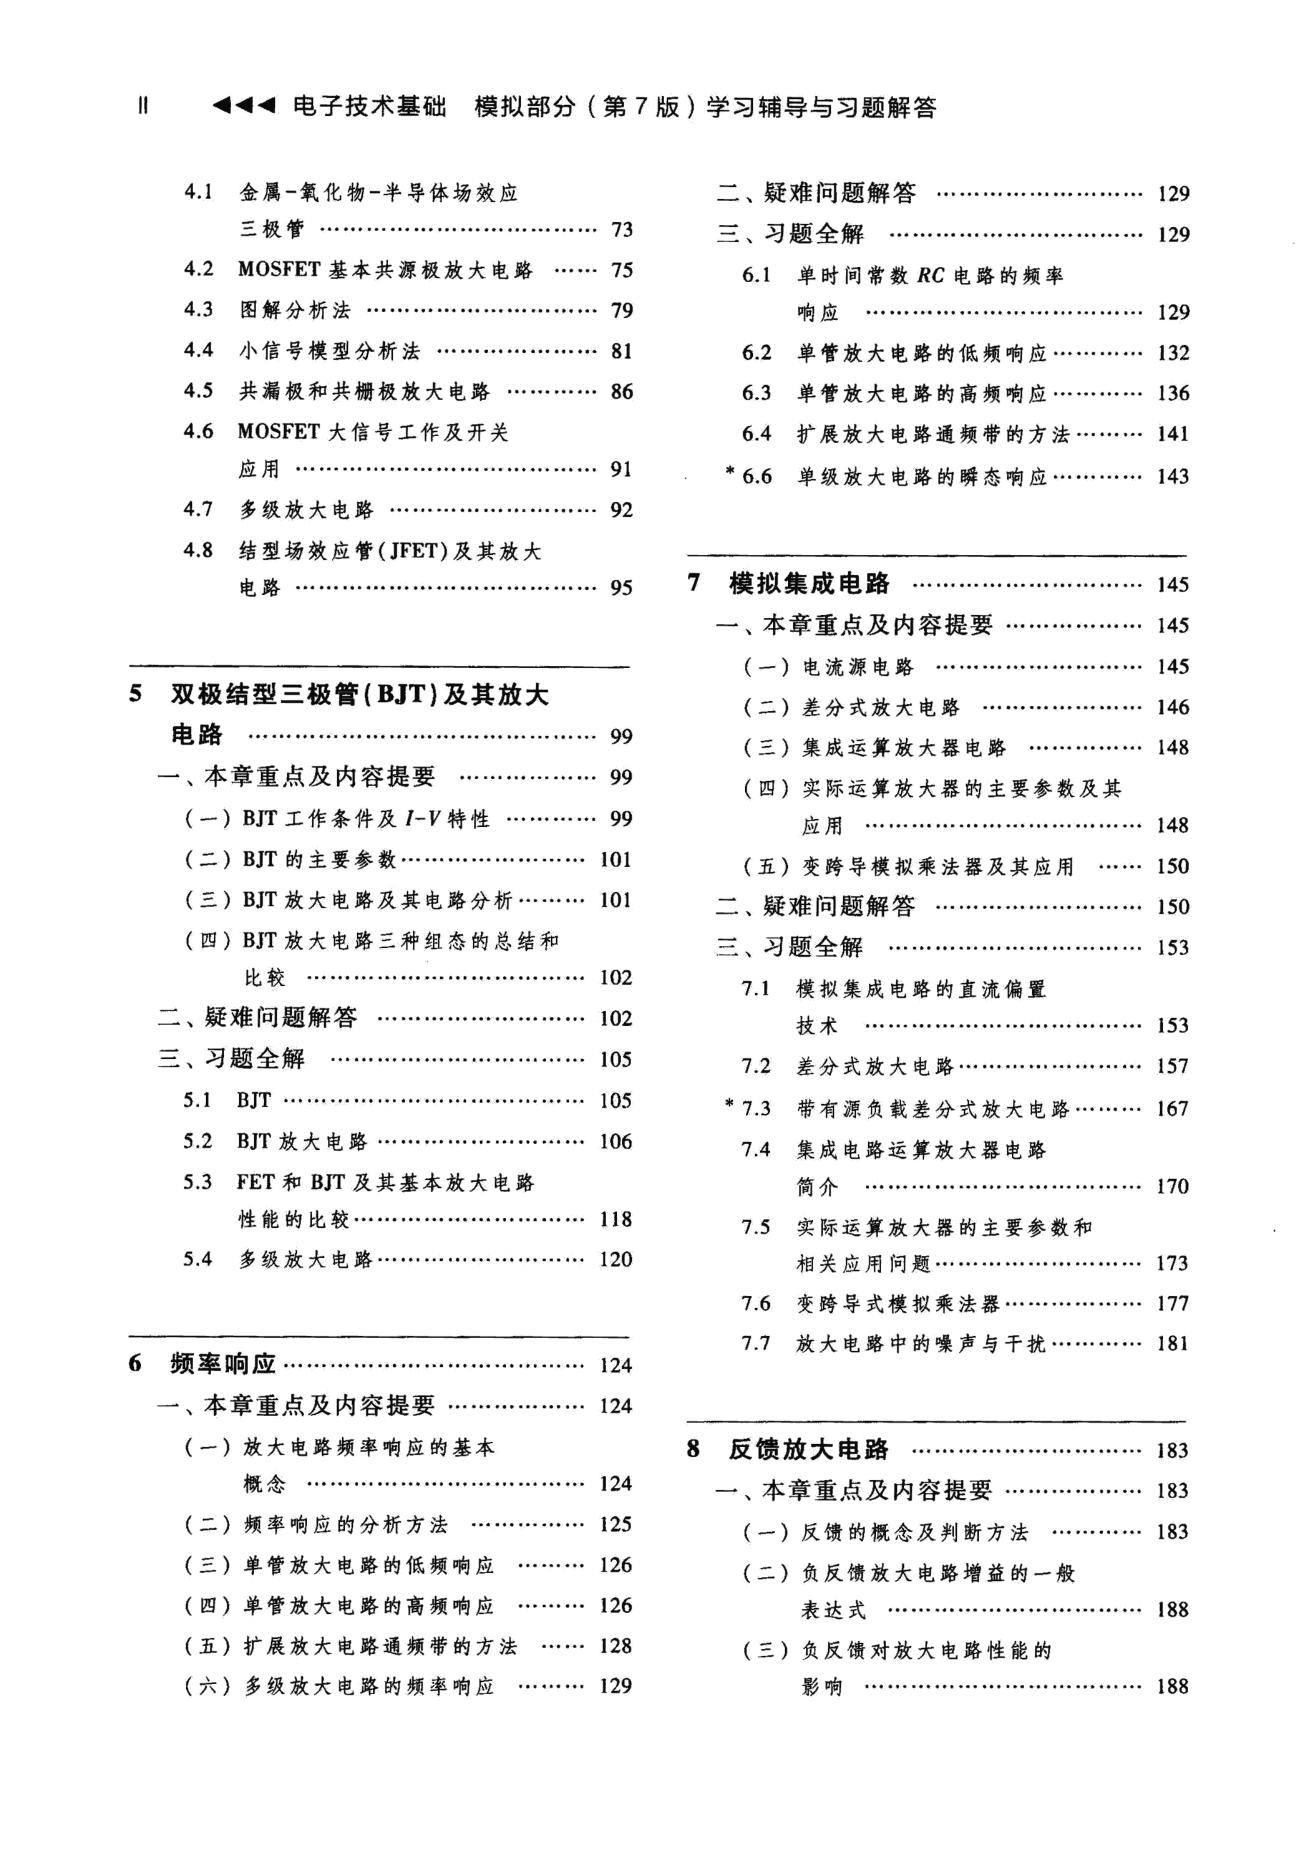 II ◀◀◀ 电子技术基础 模拟部分(第7版)学习辅导与习题解答
4.1 金属-氧化物-半导体场效应
三极管 …………………………… 73
4.2 MOSFET 基本共源极放大电路 …… 75
4.3 图解分析法 ………………………… 79
4.4 小信号模型分析法 ………………… 81
4.5 共漏极和共栅极放大电路 ………… 86
4.6 MOSFET 大信号工作及开关
应用 ………………………………… 91
4.7 多级放大电路 ……………………… 92
4.8 结型场效应管(JFET)及其放大
电路 ………………………………… 95
5 双极结型三极管(BJT)及其放大
电路 ……………………………………… 99
一、本章重点及内容提要 ……………… 99
(一)BJT 工作条件及 I-V 特性 ………… 99
(二)BJT 的主要参数…………………… 101
(三)BJT 放大电路及其电路分析……… 101
(四)BJT 放大电路三种组态的总结和
比较 ……………………………… 102
二、疑难问题解答 ……………………… 102
三、习题全解 …………………………… 105
5.1 BJT ………………………………… 105
5.2 BJT 放大电路 ……………………… 106
5.3 FET 和 BJT 及其基本放大电路
性能的比较………………………… 118
5.4 多级放大电路……………………… 120
6 频率响应………………………………… 124
一、本章重点及内容提要 ……………… 124
(一)放大电路频率响应的基本
概念 ……………………………… 124
(二)频率响应的分析方法 …………… 125
(三)单管放大电路的低频响应 ……… 126
(四)单管放大电路的高频响应 ……… 126
(五)扩展放大电路通频带的方法 …… 128
(六)多级放大电路的频率响应 ……… 129
二、疑难问题解答 ……………………… 129
三、习题全解 …………………………… 129
6.1 单时间常数 RC 电路的频率
响应 ……………………………… 129
6.2 单管放大电路的低频响应………… 132
6.3 单管放大电路的高频响应………… 136
6.4 扩展放大电路通频带的方法……… 141
*6.6 单级放大电路的瞬态响应………… 143
7 模拟集成电路 ………………………… 145
一、本章重点及内容提要 ……………… 145
(一)电流源电路 ……………………… 145
(二)差分式放大电路 ………………… 146
(三)集成运算放大器电路 …………… 148
(四)实际运算放大器的主要参数及其
应用 ……………………………… 148
(五)变跨导模拟乘法器及其应用 …… 150
二、疑难问题解答 ……………………… 150
三、习题全解 …………………………… 153
7.1 模拟集成电路的直流偏置
技术 ……………………………… 153
7.2 差分式放大电路…………………… 157
*7.3 带有源负载差分式放大电路……… 167
7.4 集成电路运算放大器电路
简介 ……………………………… 170
7.5 实际运算放大器的主要参数和
相关应用问题……………………… 173
7.6 变跨导式模拟乘法器……………… 177
7.7 放大电路中的噪声与干扰………… 181
8 反馈放大电路 ………………………… 183
一、本章重点及内容提要 ……………… 183
(一)反馈的概念及判断方法 ………… 183
(二)负反馈放大电路增益的一般
表达式 …………………………… 188
(三)负反馈对放大电路性能的
影响 ……………………………… 188